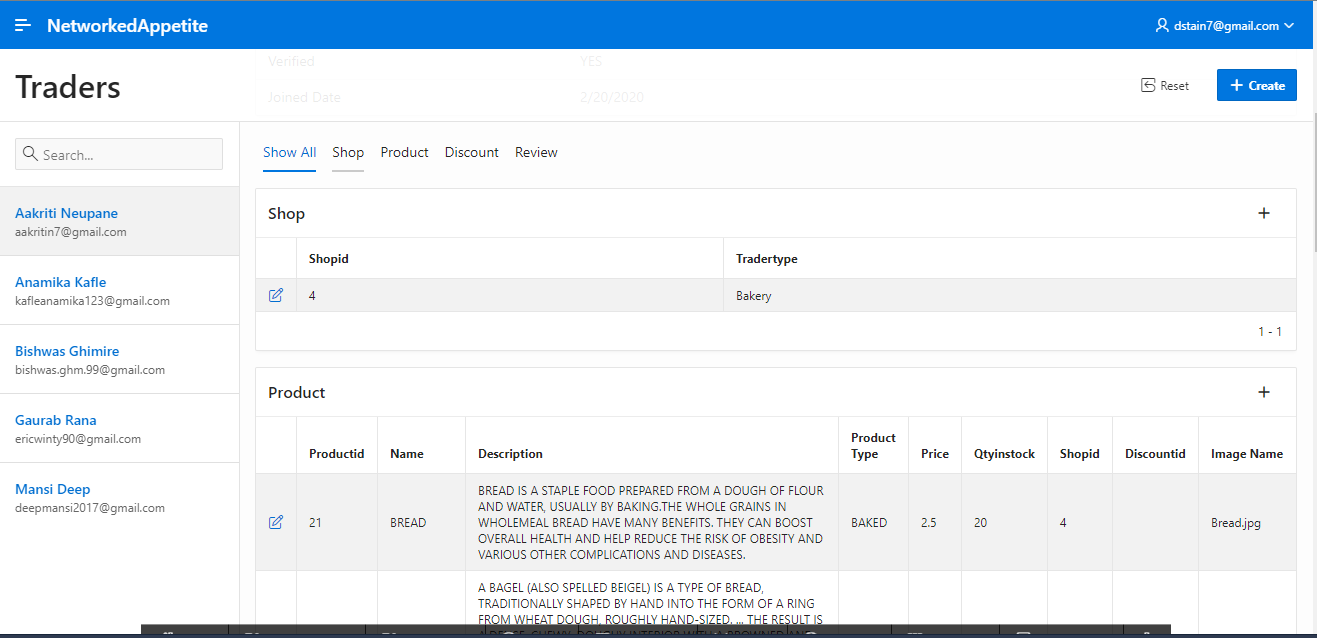 NetworkedAppetite
dstain7@gmail.com
Traders
Verified YES
Joined Date 2/20/2020
Reset
Create
Search...
Show All Shop Product Discount Review
Aakriti Neupane
aakritin7@gmail.com
Anamika Kafle
kafleanamika123@gmail.com
Bishwas Ghimire
bishwas.ghm.99@gmail.com
Gaurab Rana
ericwinty90@gmail.com
Mansi Deep
deepmansi2017@gmail.com
Shop
Shopid Tradertype
4 Bakery
1 - 1
Product
Productid Name Description Product Type Price Qtyinstock Shopid Discountid Image Name
21 BREAD
BREAD IS A STAPLE FOOD PREPARED FROM A DOUGH OF FLOUR
AND WATER, USUALLY BY BAKING.THE WHOLE GRAINS IN
WHOLEMEAL BREAD HAVE MANY BENEFITS. THEY CAN BOOST
OVERALL HEALTH AND HELP REDUCE THE RISK OF OBESITY AND
VARIOUS OTHER COMPLICATIONS AND DISEASES.
BAKED 2.5 20 4 Bread.jpg
A BAGEL (ALSO SPELLED BEIGEL) IS A TYPE OF BREAD,
TRADITIONALLY SHAPED BY HAND INTO THE FORM OF A RING
FROM WHEAT DOUGH, ROUGHLY HAND-SIZED. ... THE RESULT IS